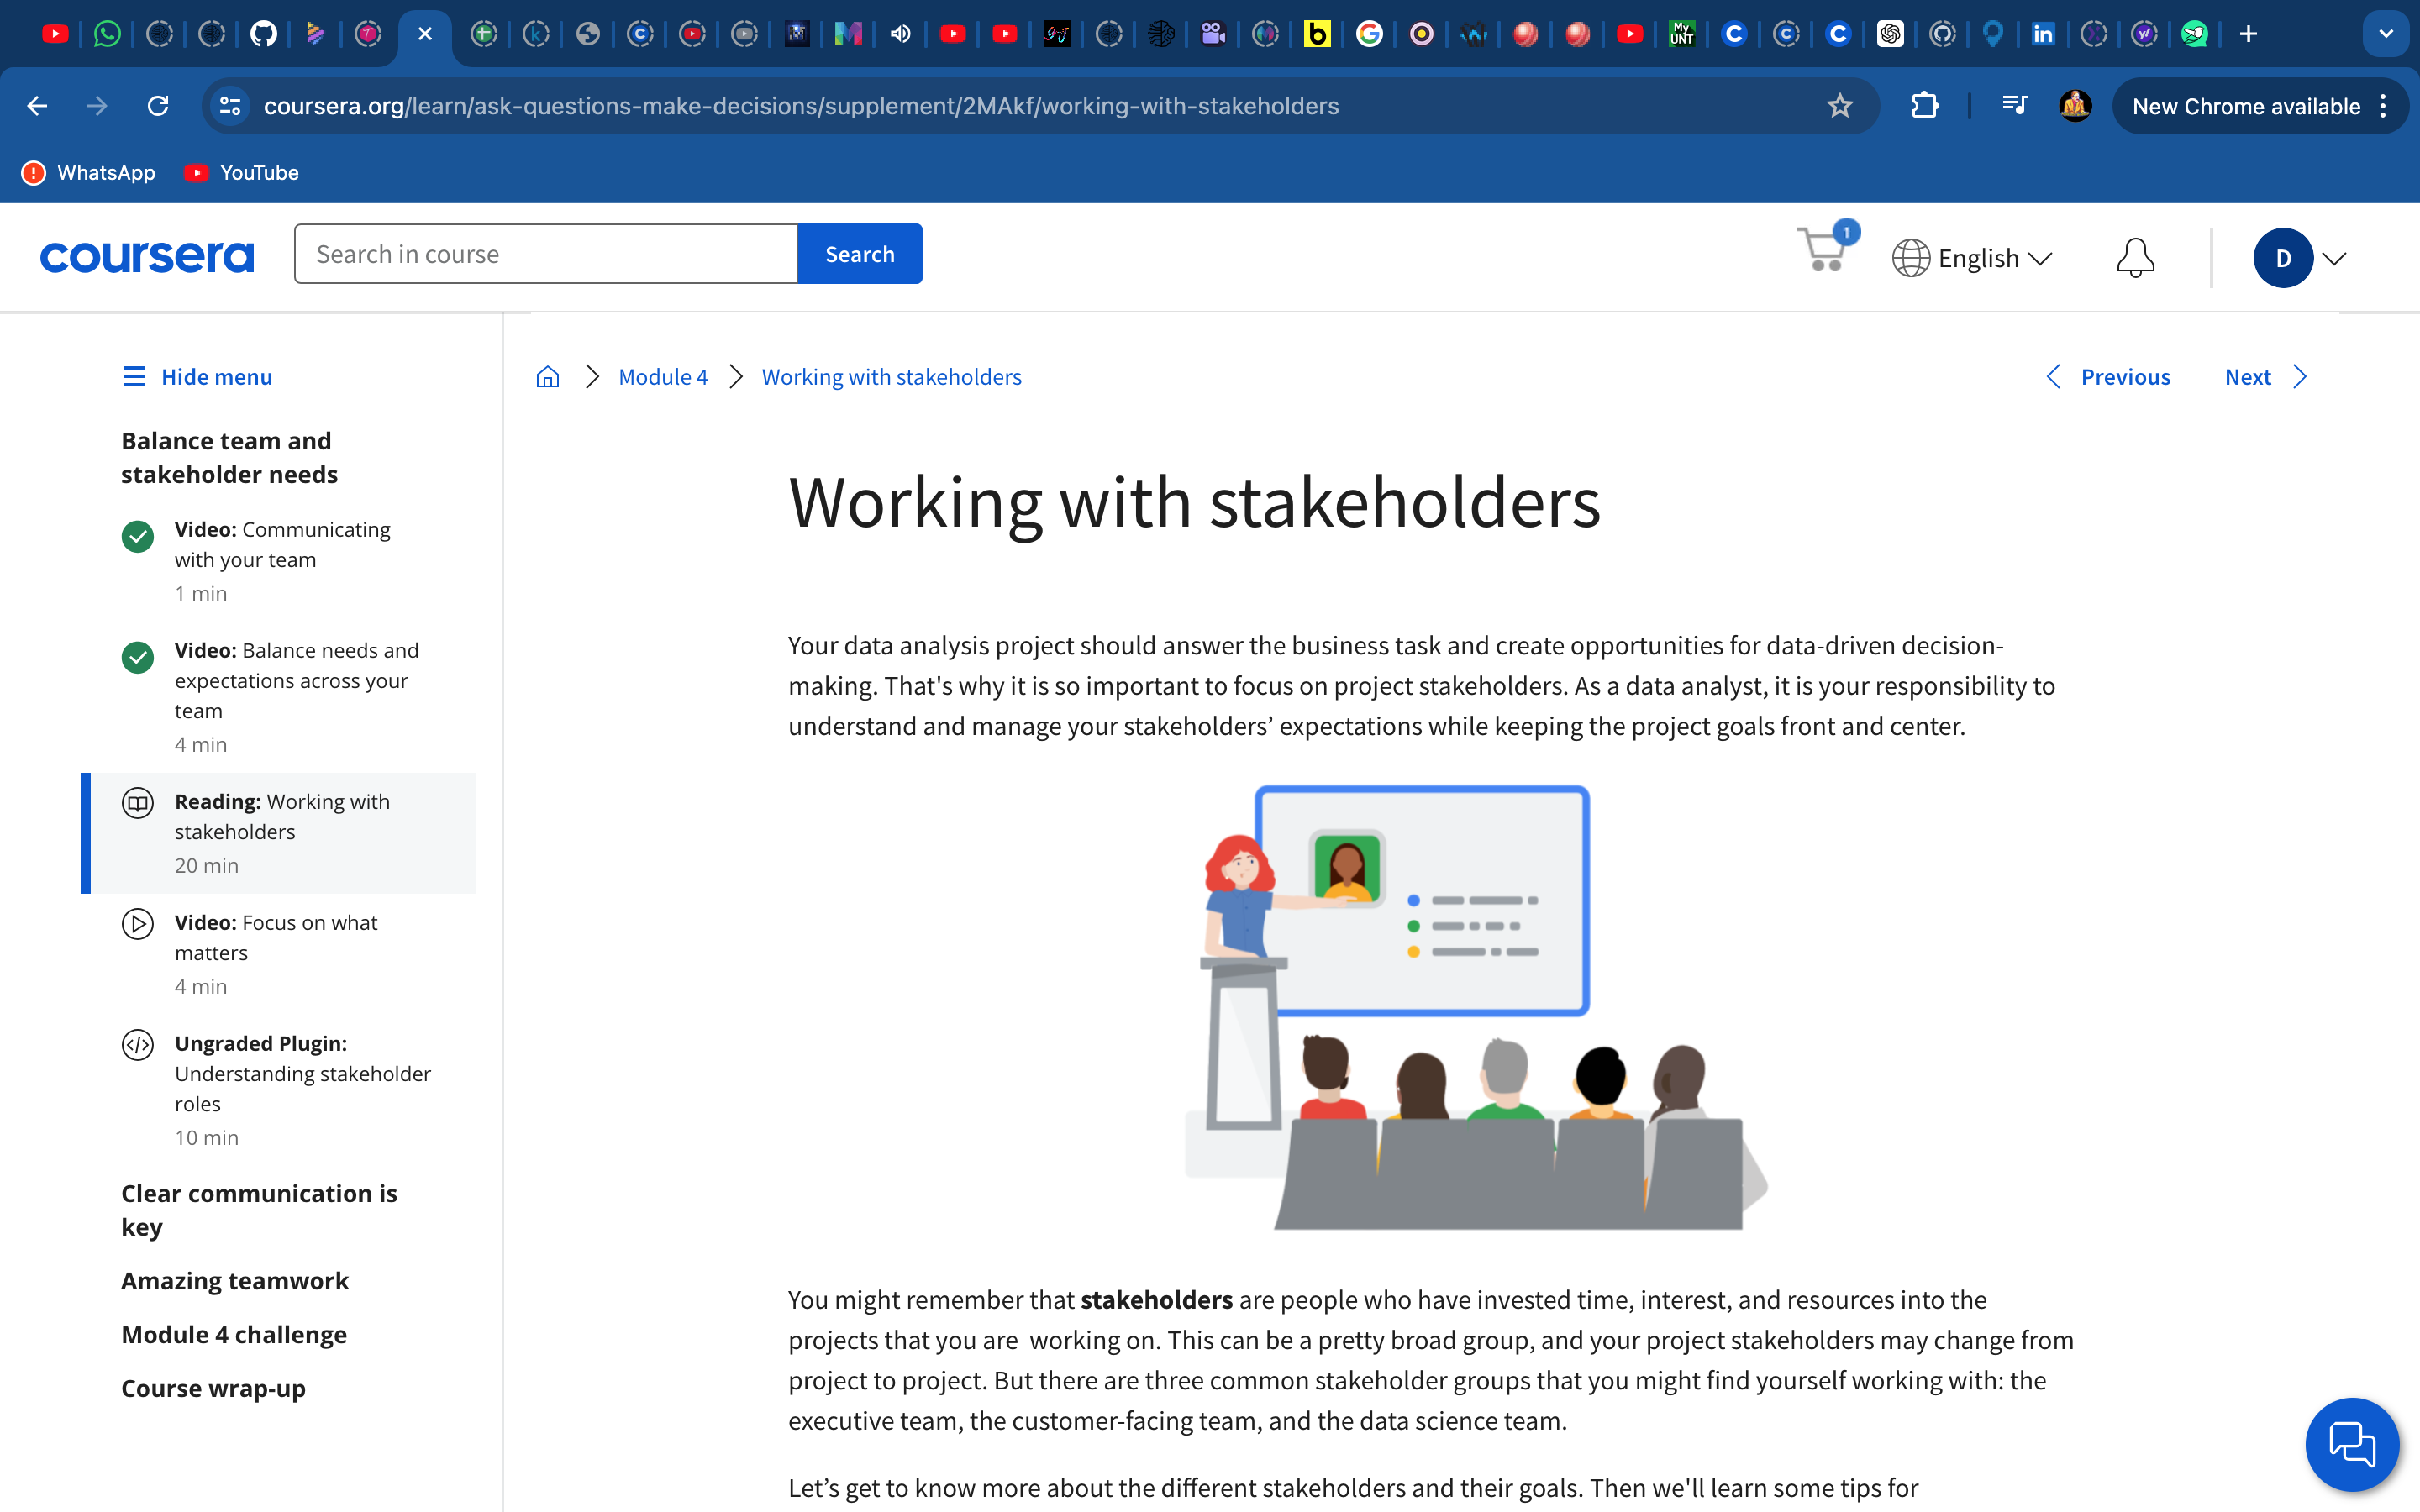 My
UNT
coursera.org/learn/ask-questions-make-decisions/supplement/2MAkf/working-with-stakeholders
New Chrome available
WhatsApp
YouTube
coursera
Search in course
Search
1
English
D
Hide menu
Module 4
Working with stakeholders
Previous
Next
Balance team and
stakeholder needs
Video: Communicating
with your team
1 min
Video: Balance needs and
expectations across your
team
4 min
Reading: Working with
stakeholders
20 min
Video: Focus on what
matters
4 min
Ungraded Plugin:
Understanding stakeholder
roles
10 min
Clear communication is
key
Amazing teamwork
Module 4 challenge
Course wrap-up
Working with stakeholders
Your data analysis project should answer the business task and create opportunities for data-driven decision-
making. That's why it is so important to focus on project stakeholders. As a data analyst, it is your responsibility to
understand and manage your stakeholders’ expectations while keeping the project goals front and center.
You might remember that stakeholders are people who have invested time, interest, and resources into the
projects that you are  working on. This can be a pretty broad group, and your project stakeholders may change from
project to project. But there are three common stakeholder groups that you might find yourself working with: the
executive team, the customer-facing team, and the data science team.
Let’s get to know more about the different stakeholders and their goals. Then we'll learn some tips for